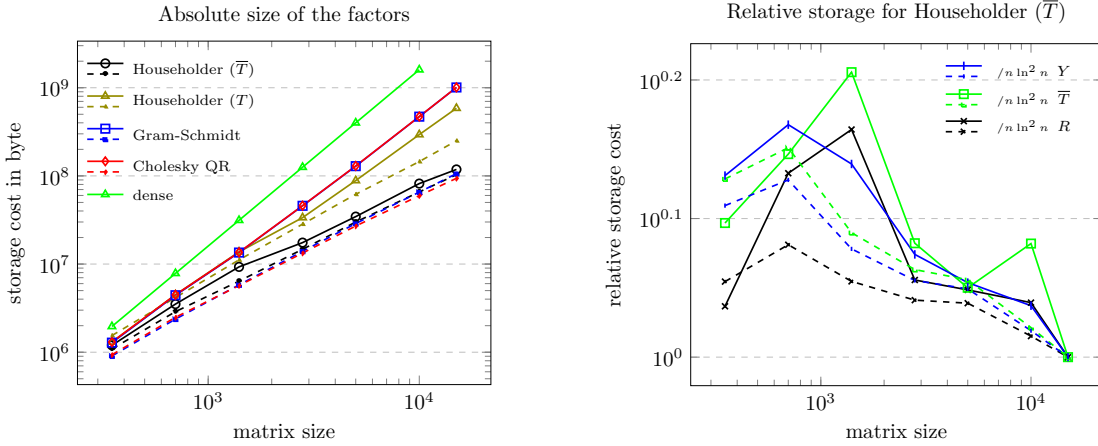 Absolute size of the factors
storage cost in byte
10^9
10^8
10^7
10^6
Householder (T̅)
Householder (T)
Gram-Schmidt
Cholesky QR
dense
10^3
10^4
matrix size
Relative storage for Householder (T̅)
relative storage cost
10^0.2
10^0.1
10^0
/n ln² n Y
/n ln² n T̅
/n ln² n R
10^3
10^4
matrix size